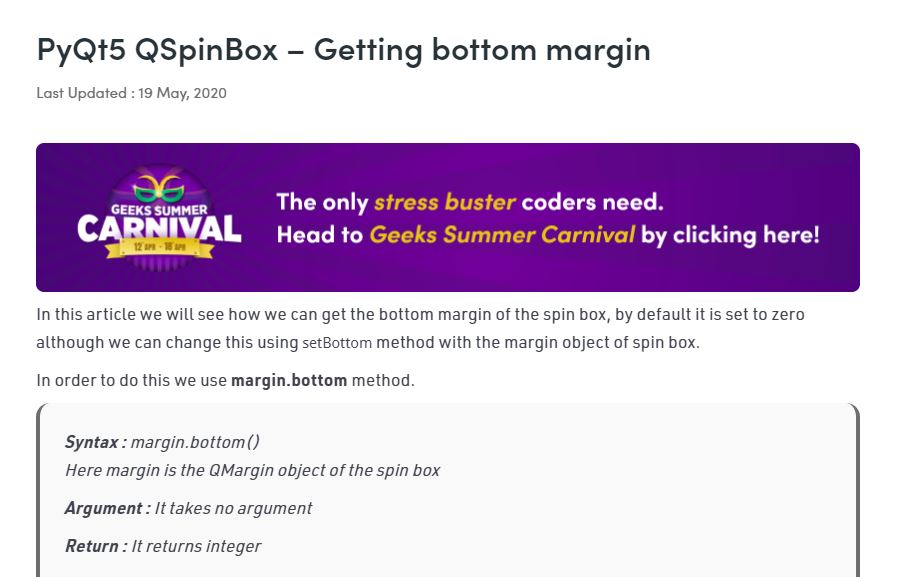 PyQt5 QSpinBox – Getting bottom margin
Last Updated : 19 May, 2020
GEEKS SUMMER
CARNIVAL
12 APR - 18 APR
The only stress buster coders need.
Head to Geeks Summer Carnival by clicking here!
In this article we will see how we can get the bottom margin of the spin box, by default it is set to zero
although we can change this using setBottom method with the margin object of spin box.
In order to do this we use margin.bottom method.
Syntax : margin.bottom()
Here margin is the QMargin object of the spin box
Argument : It takes no argument
Return : It returns integer